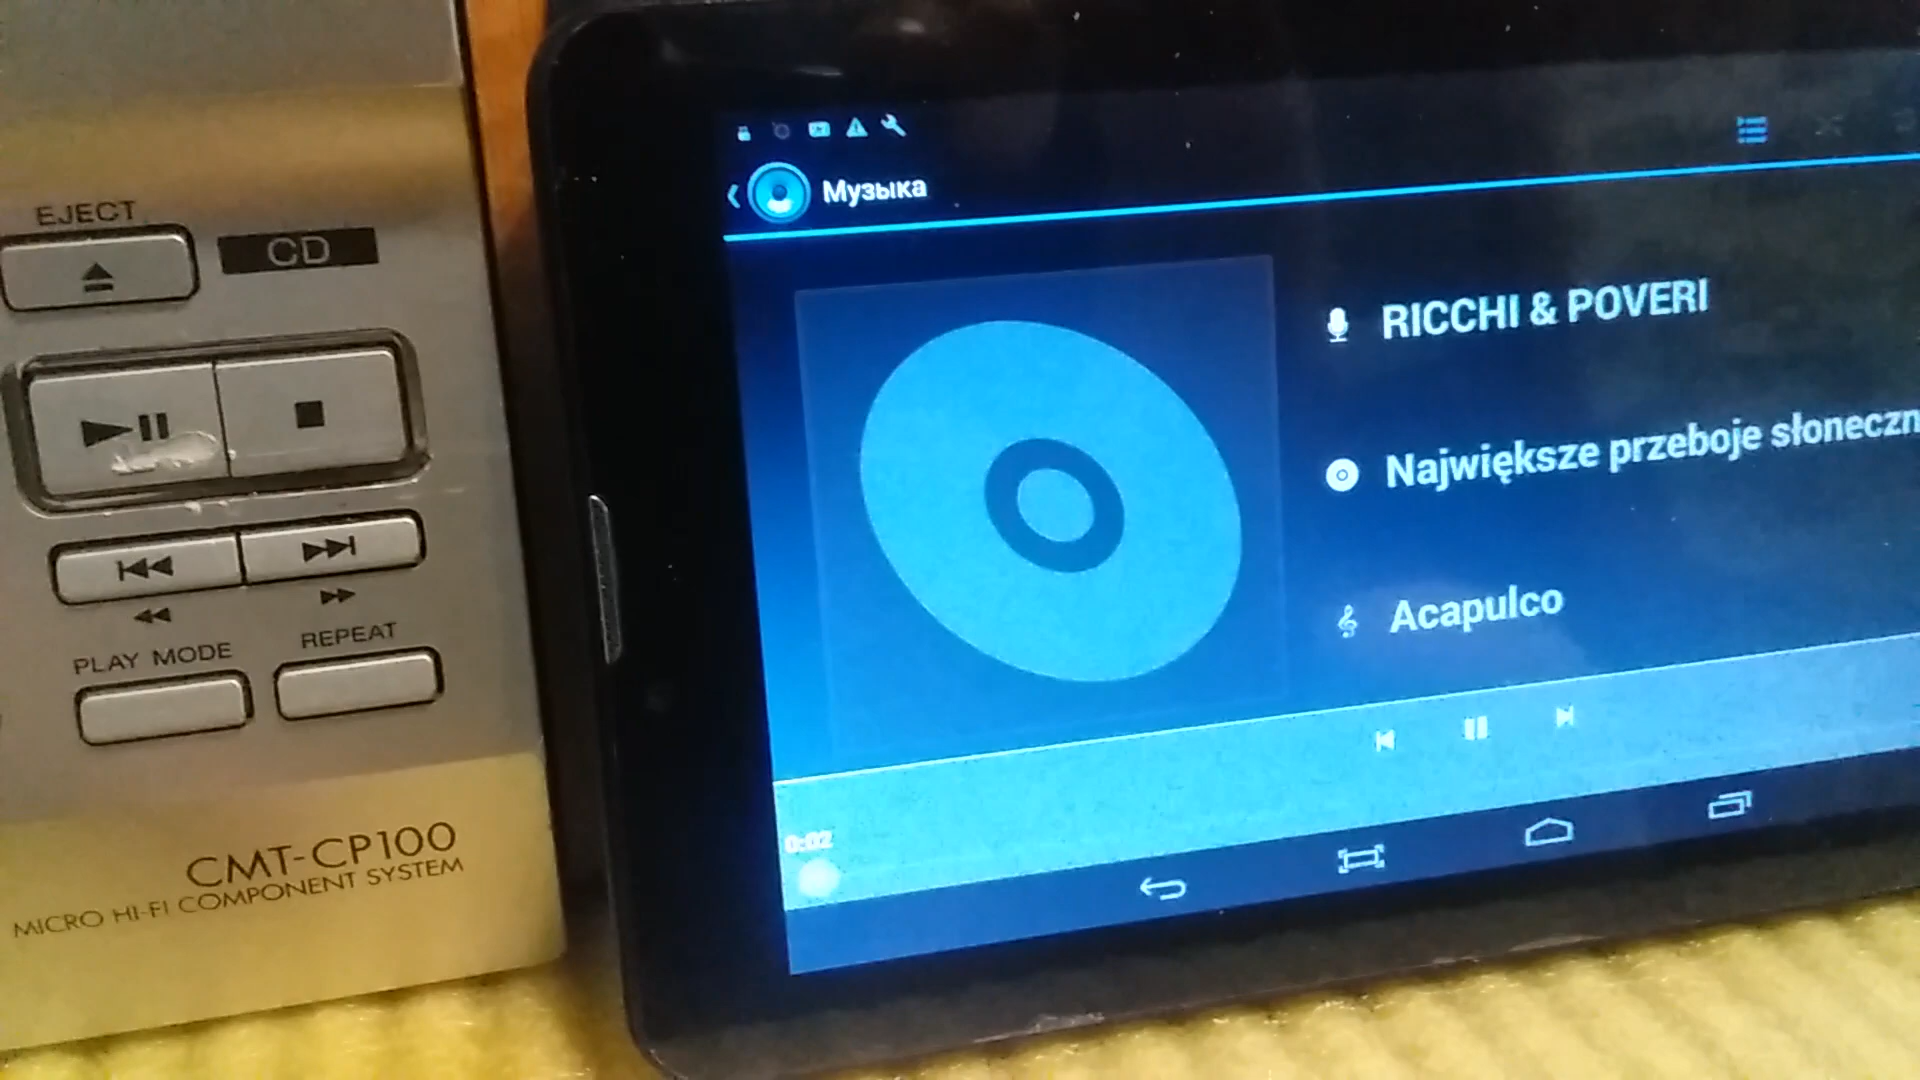 EJECT
CD
PLAY MODE
REPEAT
CMT-CP100
MICRO HI-FI COMPONENT SYSTEM
Музыка
RICCHI & POVERI
Największe przeboje
Acapulco
0:02